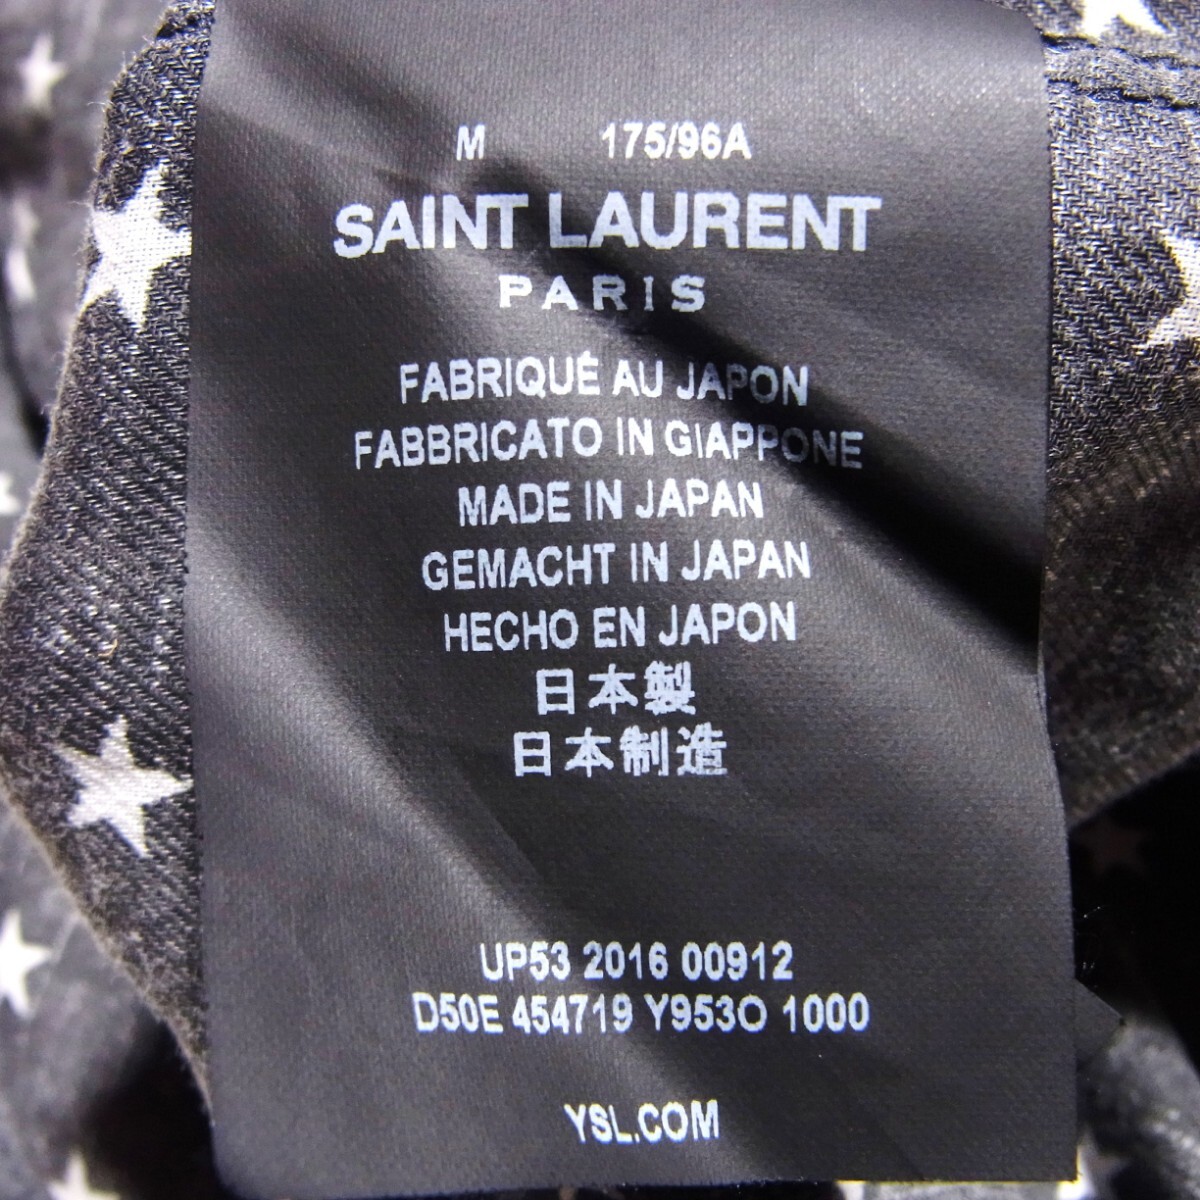 M 175/96A
SAINT LAURENT
PARIS
FABRIQUÉ AU JAPON
FABBRICATO IN GIAPPONE
MADE IN JAPAN
GEMACHT IN JAPAN
HECHO EN JAPON
日本製
日本制造
UP53 2016 00912
D50E 454719 Y953O 1000
YSL.COM